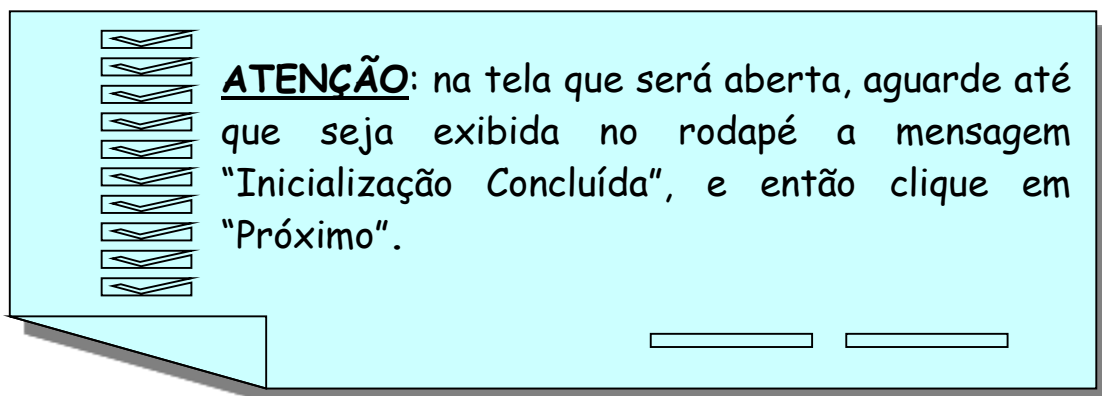 ATENÇÃO: na tela que será aberta, aguarde até
que seja exibida no rodapé a mensagem
“Inicialização Concluída”, e então clique em
“Próximo”.